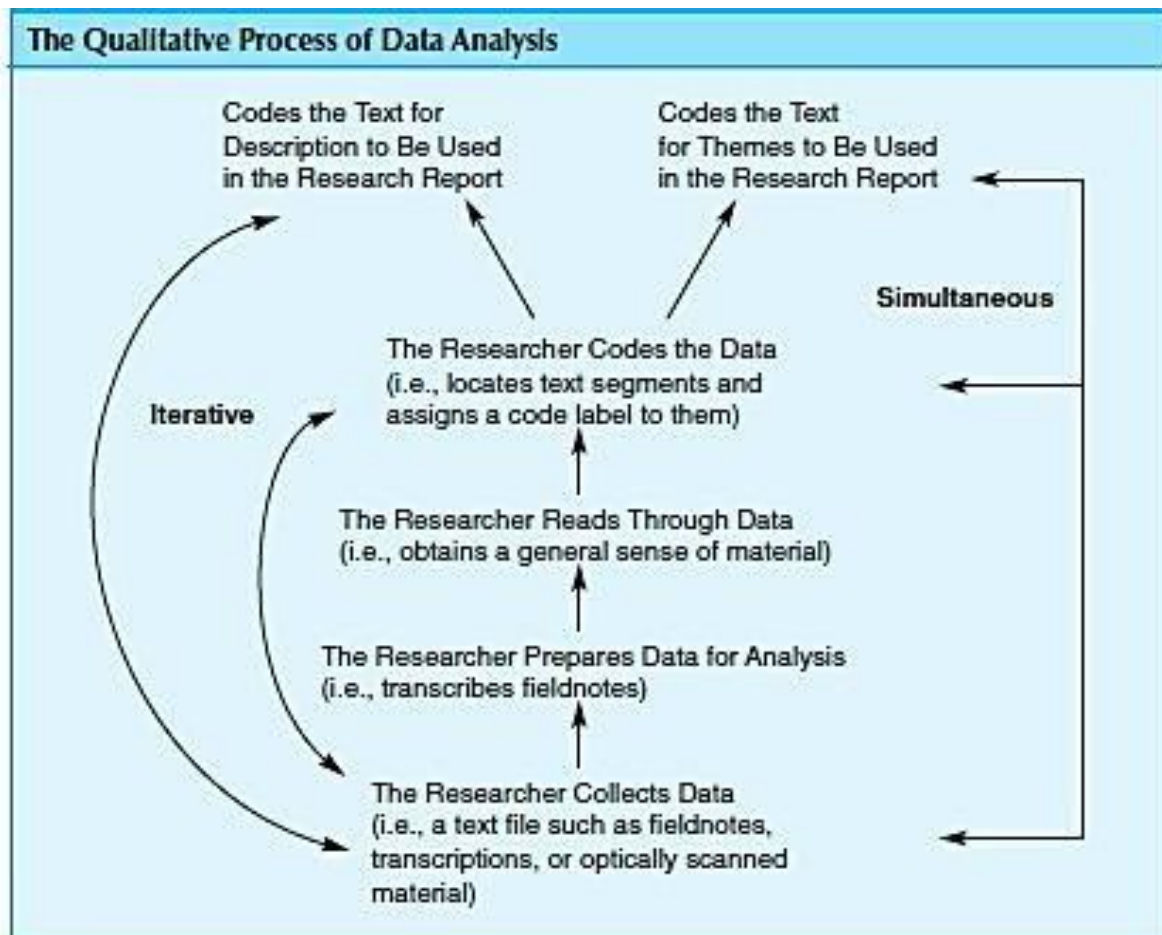 The Qualitative Process of Data Analysis
Codes the Text for
Description to Be Used
in the Research Report
Codes the Text
for Themes to Be Used
in the Research Report
Simultaneous
The Researcher Codes the Data
(i.e., locates text segments and
assigns a code label to them)
Iterative
The Researcher Reads Through Data
(i.e., obtains a general sense of material)
The Researcher Prepares Data for Analysis
(i.e., transcribes fieldnotes)
The Researcher Collects Data
(i.e., a text file such as fieldnotes,
transcriptions, or optically scanned
material)